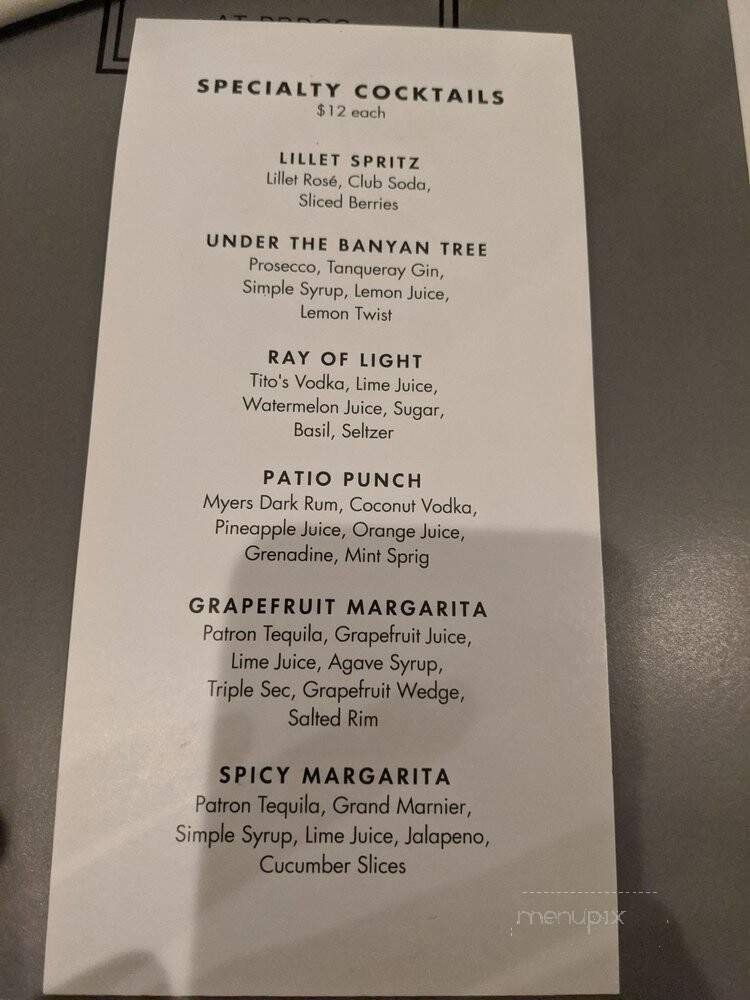 SPECIALTY COCKTAILS
$12 each
LILLET SPRITZ
Lillet Rosé, Club Soda,
Sliced Berries
UNDER THE BANYAN TREE
Prosecco, Tanqueray Gin,
Simple Syrup, Lemon Juice,
Lemon Twist
RAY OF LIGHT
Tito's Vodka, Lime Juice,
Watermelon Juice, Sugar,
Basil, Seltzer
PATIO PUNCH
Myers Dark Rum, Coconut Vodka,
Pineapple Juice, Orange Juice,
Grenadine, Mint Sprig
GRAPEFRUIT MARGARITA
Patron Tequila, Grapefruit Juice,
Lime Juice, Agave Syrup,
Triple Sec, Grapefruit Wedge,
Salted Rim
SPICY MARGARITA
Patron Tequila, Grand Marnier,
Simple Syrup, Lime Juice, Jalapeno,
Cucumber Slices
menupix